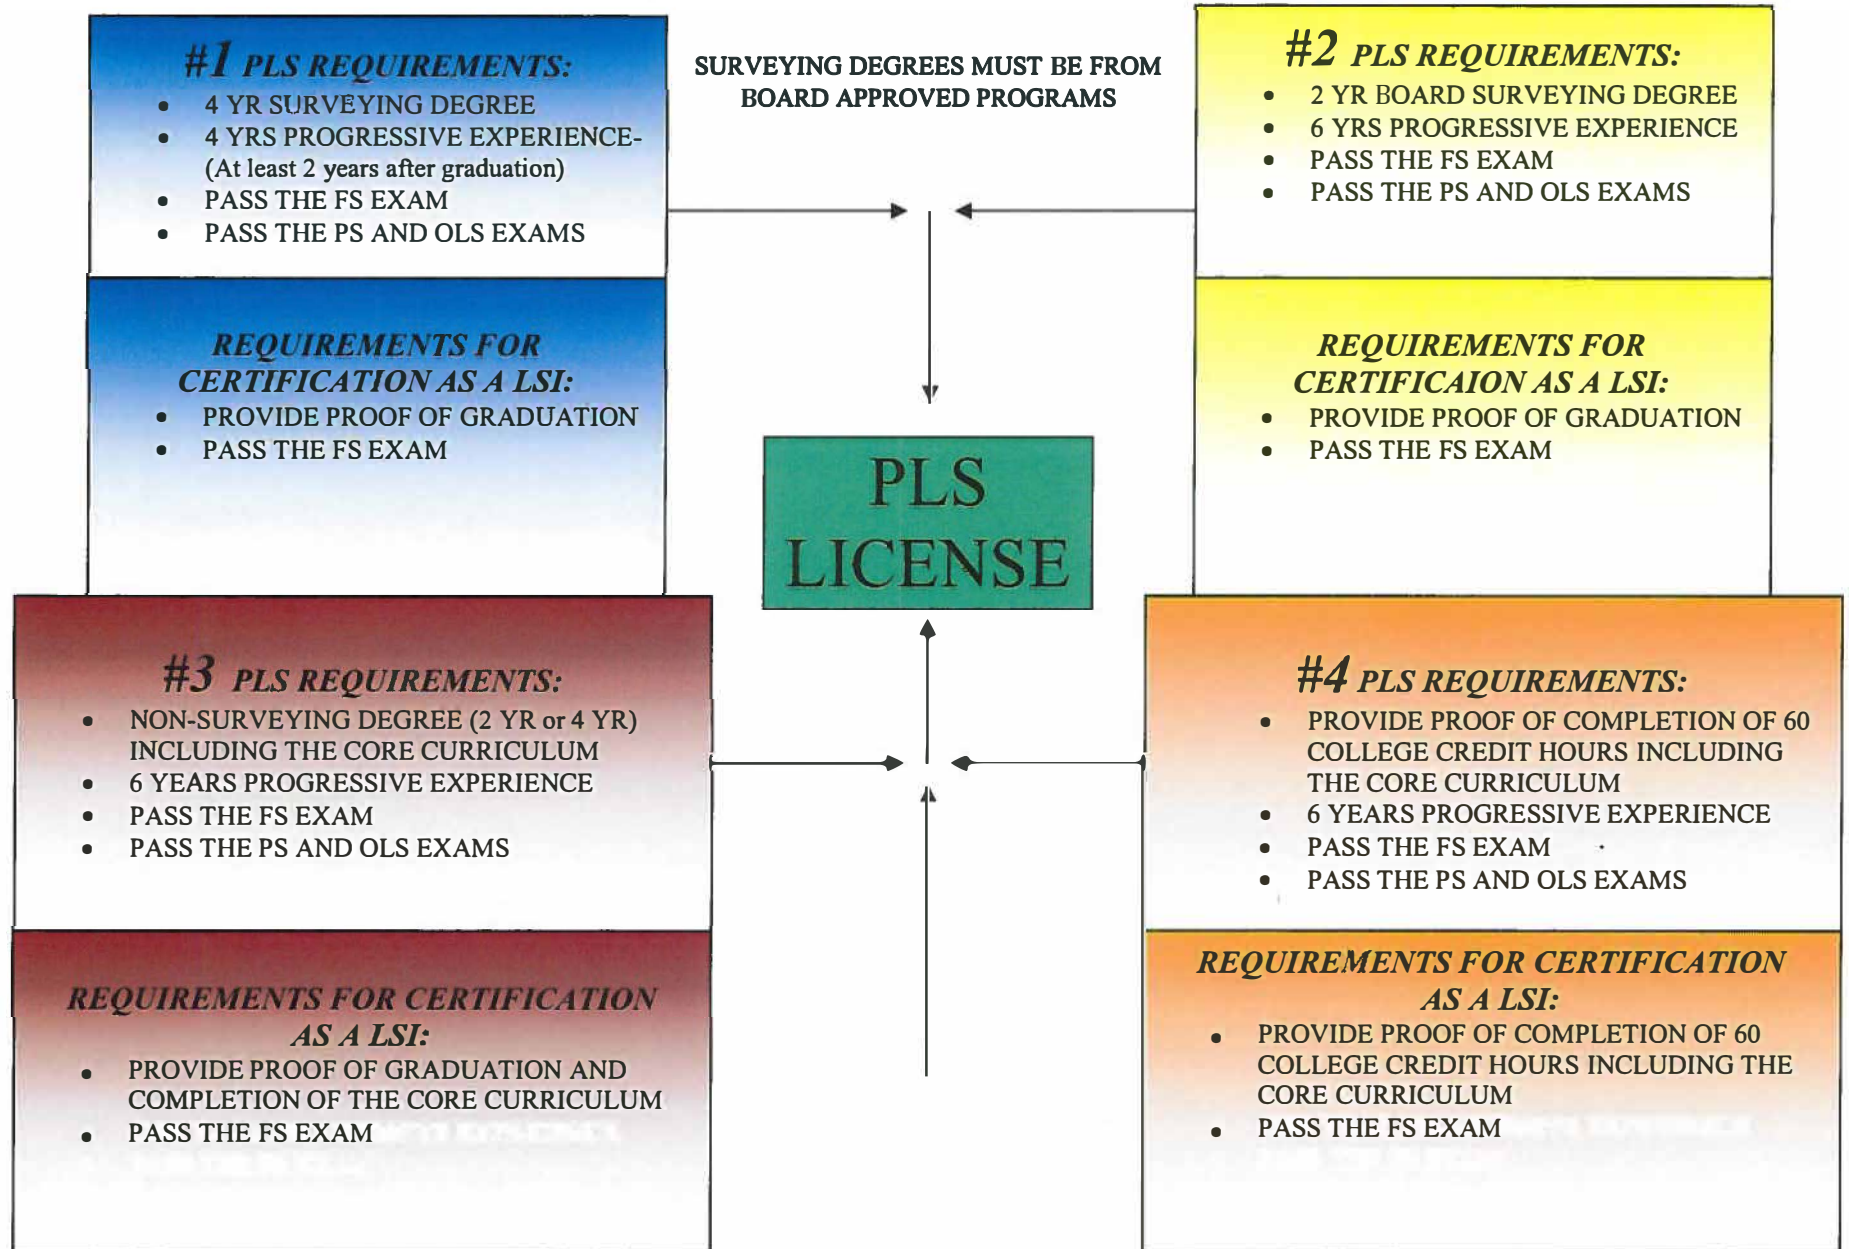 #1 PLS REQUIREMENTS:
• 4 YR SURVEYING DEGREE
• 4 YRS PROGRESSIVE EXPERIENCE-
(At least 2 years after graduation)
• PASS THE FS EXAM
• PASS THE PS AND OLS EXAMS
REQUIREMENTS FOR
CERTIFICATION AS A LSI:
• PROVIDE PROOF OF GRADUATION
• PASS THE FS EXAM
SURVEYING DEGREES MUST BE FROM
BOARD APPROVED PROGRAMS
#2 PLS REQUIREMENTS:
• 2 YR BOARD SURVEYING DEGREE
• 6 YRS PROGRESSIVE EXPERIENCE
• PASS THE FS EXAM
• PASS THE PS AND OLS EXAMS
REQUIREMENTS FOR
CERTIFICAION AS A LSI:
• PROVIDE PROOF OF GRADUATION
• PASS THE FS EXAM
PLS
LICENSE
#3 PLS REQUIREMENTS:
• NON-SURVEYING DEGREE (2 YR or 4 YR)
INCLUDING THE CORE CURRICULUM
• 6 YEARS PROGRESSIVE EXPERIENCE
• PASS THE FS EXAM
• PASS THE PS AND OLS EXAMS
REQUIREMENTS FOR CERTIFICATION
AS A LSI:
• PROVIDE PROOF OF GRADUATION AND
COMPLETION OF THE CORE CURRICULUM
• PASS THE FS EXAM
#4 PLS REQUIREMENTS:
• PROVIDE PROOF OF COMPLETION OF 60
COLLEGE CREDIT HOURS INCLUDING
THE CORE CURRICULUM
• 6 YEARS PROGRESSIVE EXPERIENCE
• PASS THE FS EXAM
• PASS THE PS AND OLS EXAMS
REQUIREMENTS FOR CERTIFICATION
AS A LSI:
• PROVIDE PROOF OF COMPLETION OF 60
COLLEGE CREDIT HOURS INCLUDING THE
CORE CURRICULUM
• PASS THE FS EXAM